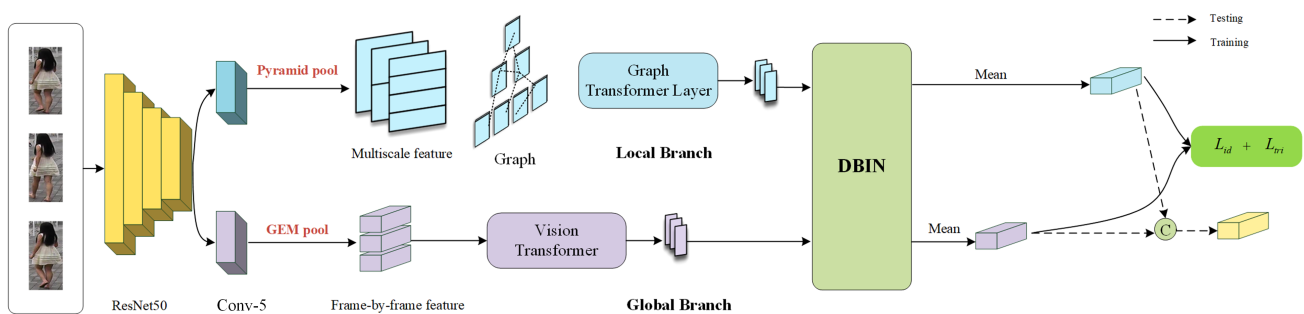 Testing
Training
Pyramid pool
Graph
Transformer Layer
Mean
Multiscale feature
Graph
Local Branch
DBIN
L_id + L_tri
GEM pool
Vision
Transformer
Mean
C
ResNet50
Conv-5
Frame-by-frame feature
Global Branch